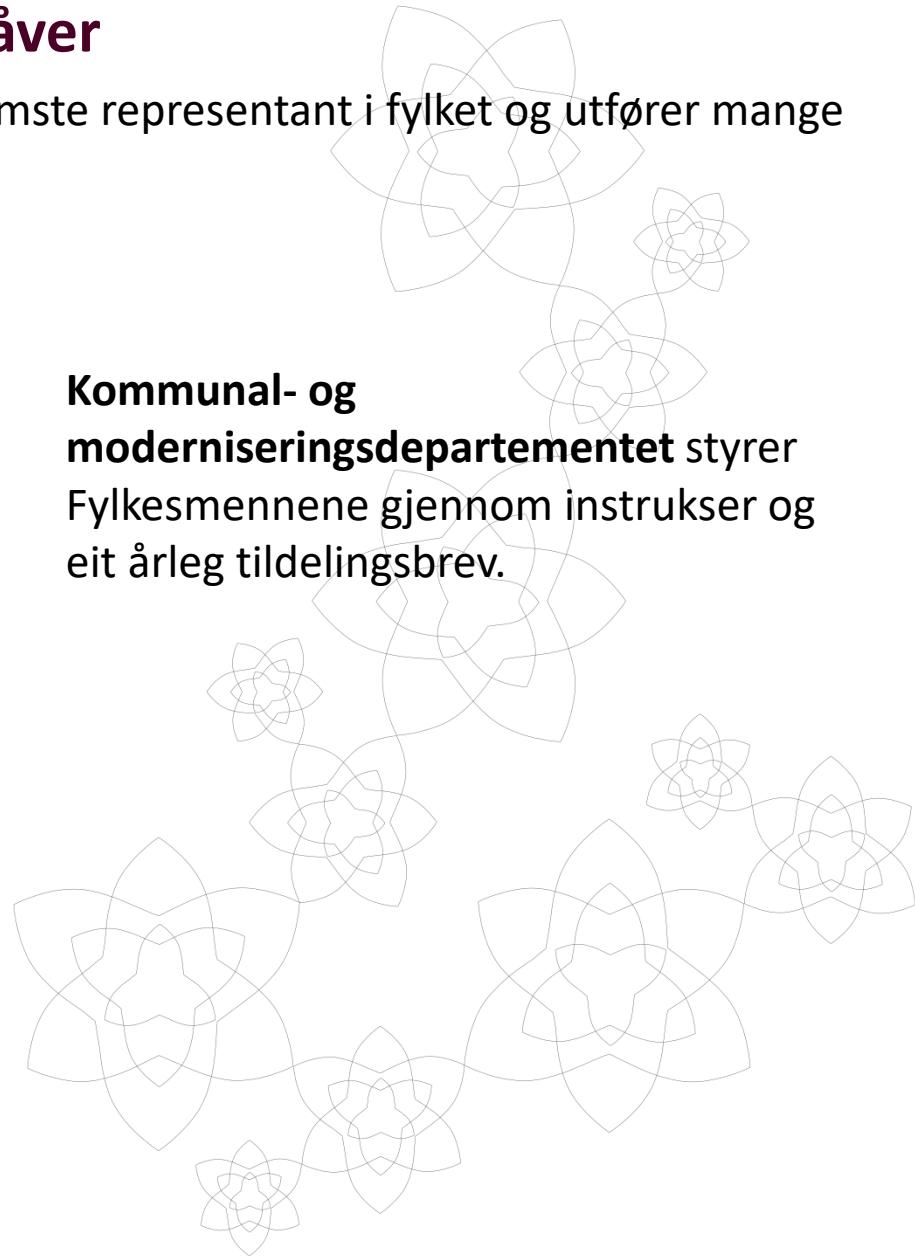 åver
mste representant i fylket og utfører mange
Kommunal- og
moderniseringsdepartementet styrer
Fylkesmennene gjennom instrukser og
eit årleg tildelingsbrev.